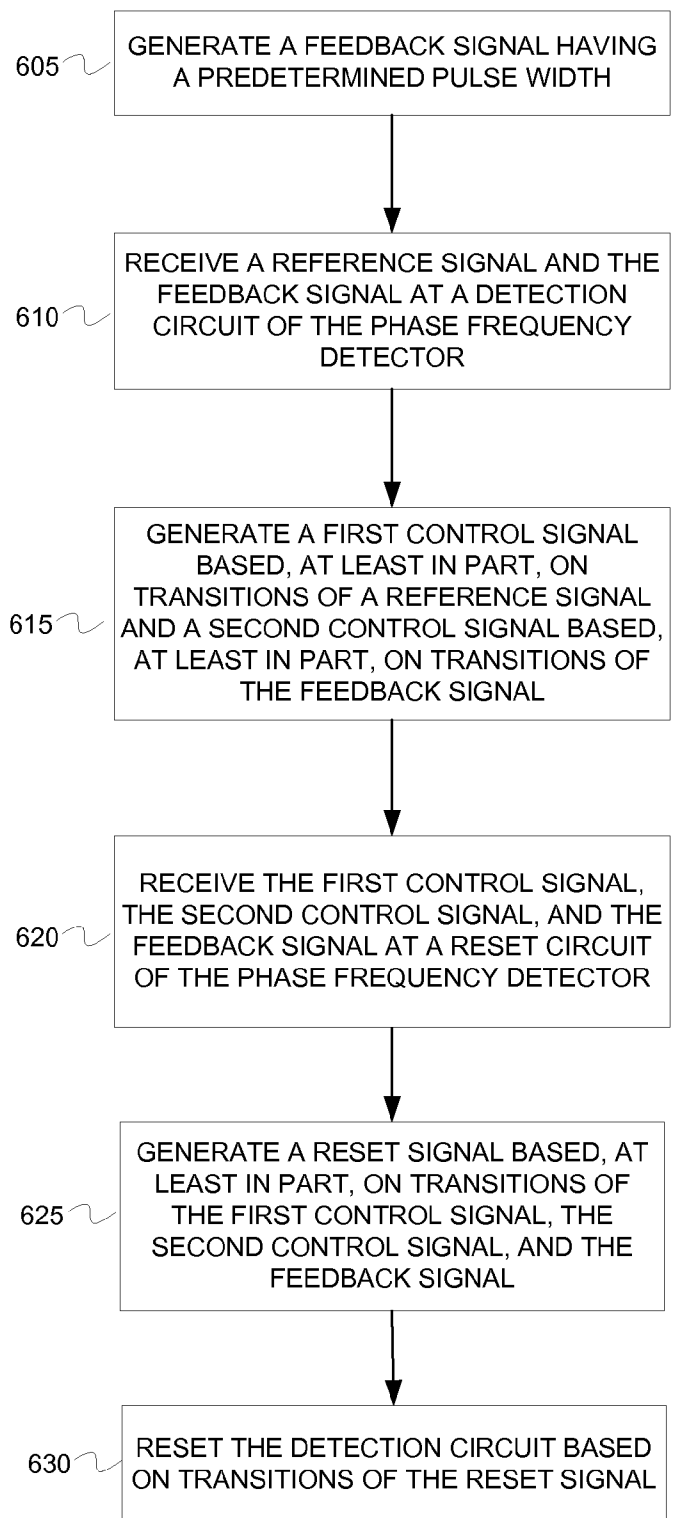 605
GENERATE A FEEDBACK SIGNAL HAVING
A PREDETERMINED PULSE WIDTH
610
RECEIVE A REFERENCE SIGNAL AND THE
FEEDBACK SIGNAL AT A DETECTION
CIRCUIT OF THE PHASE FREQUENCY
DETECTOR
615
GENERATE A FIRST CONTROL SIGNAL
BASED, AT LEAST IN PART, ON
TRANSITIONS OF A REFERENCE SIGNAL
AND A SECOND CONTROL SIGNAL BASED,
AT LEAST IN PART, ON TRANSITIONS OF
THE FEEDBACK SIGNAL
620
RECEIVE THE FIRST CONTROL SIGNAL,
THE SECOND CONTROL SIGNAL, AND THE
FEEDBACK SIGNAL AT A RESET CIRCUIT
OF THE PHASE FREQUENCY DETECTOR
625
GENERATE A RESET SIGNAL BASED, AT
LEAST IN PART, ON TRANSITIONS OF
THE FIRST CONTROL SIGNAL, THE
SECOND CONTROL SIGNAL, AND THE
FEEDBACK SIGNAL
630
RESET THE DETECTION CIRCUIT BASED
ON TRANSITIONS OF THE RESET SIGNAL